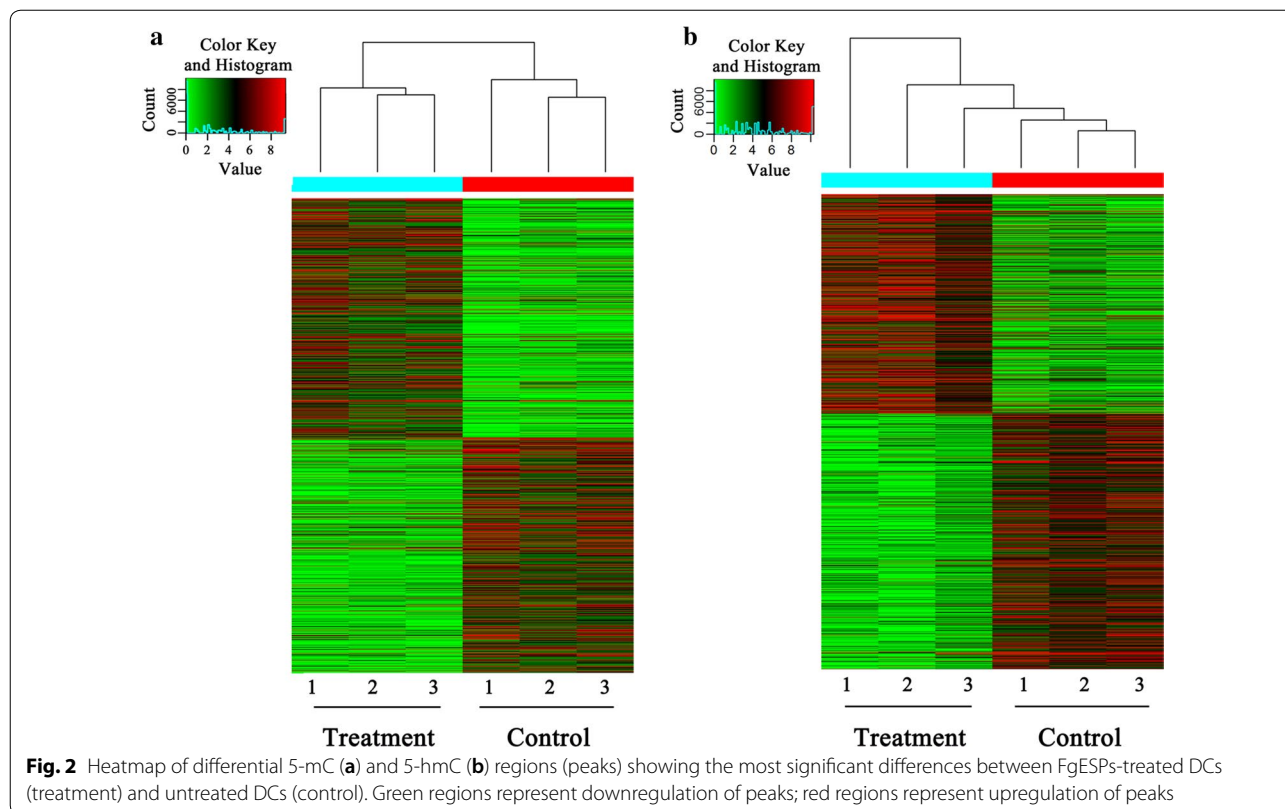 a
Color Key
and Histogram
Count
0 6000
0 2 4 6 8
Value
1 2 3 1 2 3
Treatment Control
b
Color Key
and Histogram
Count
0 6000
0 2 4 6 8
Value
1 2 3 1 2 3
Treatment Control
Fig. 2 Heatmap of differential 5-mC (a) and 5-hmC (b) regions (peaks) showing the most significant differences between FgESPs-treated DCs
(treatment) and untreated DCs (control). Green regions represent downregulation of peaks; red regions represent upregulation of peaks